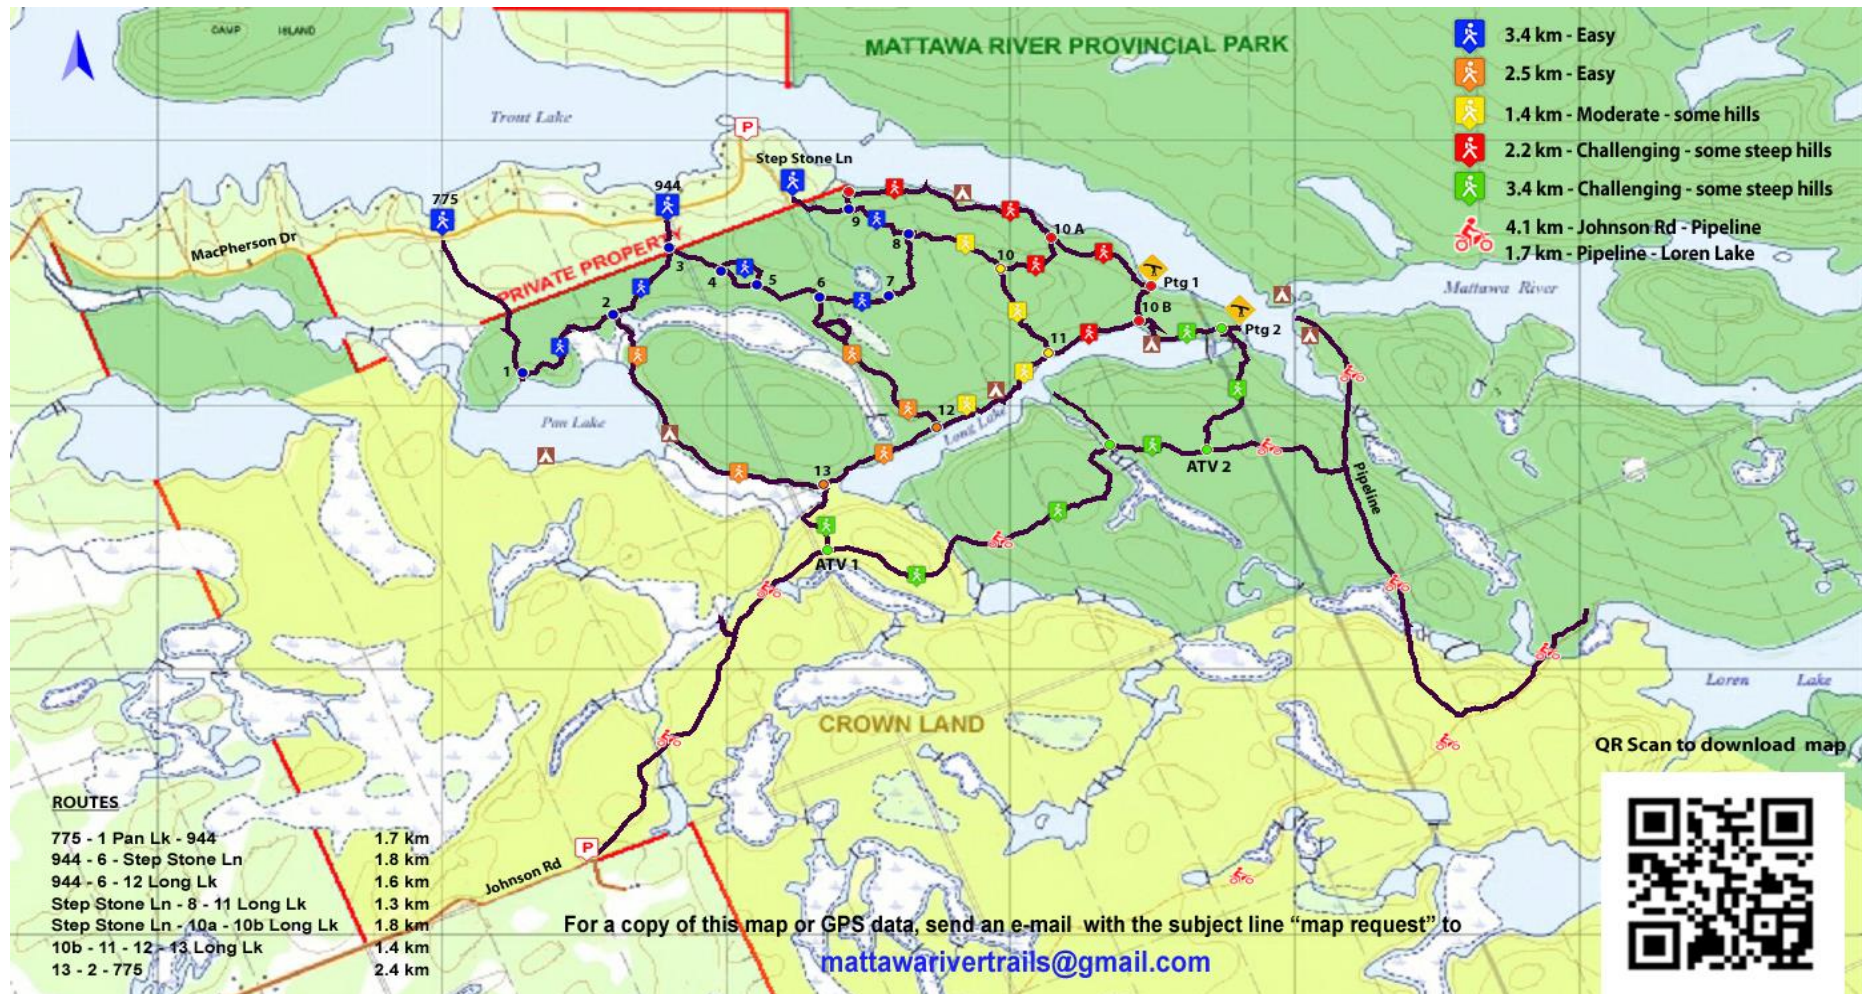 CAMP ISLAND
MATTAWA RIVER PROVINCIAL PARK
3.4 km - Easy
2.5 km - Easy
1.4 km - Moderate - some hills
2.2 km - Challenging - some steep hills
3.4 km - Challenging - some steep hills
4.1 km - Johnson Rd - Pipeline
1.7 km - Pipeline - Loren Lake
Trout Lake
P
Step Stone Ln
775
944
MacPherson Dr
PRIVATE PROPERTY
9
8
10 A
10
3
4
5
6
7
2
Ptg 1
10 B
Ptg 2
Mattawa River
11
1
Pan Lake
12
Long Lake
13
ATV 2
Pipeline
ATV 1
Loren Lake
CROWN LAND
QR Scan to download map
ROUTES
775 - 1 Pan Lk - 944 1.7 km
944 - 6 - Step Stone Ln 1.8 km
944 - 6 - 12 Long Lk 1.6 km
Step Stone Ln - 8 - 11 Long Lk 1.3 km
Step Stone Ln - 10a - 10b Long Lk 1.8 km
10b - 11 - 12 - 13 Long Lk 1.4 km
13 - 2 - 775 2.4 km
P
Johnson Rd
For a copy of this map or GPS data, send an e-mail with the subject line “map request” to
mattawarivertrails@gmail.com